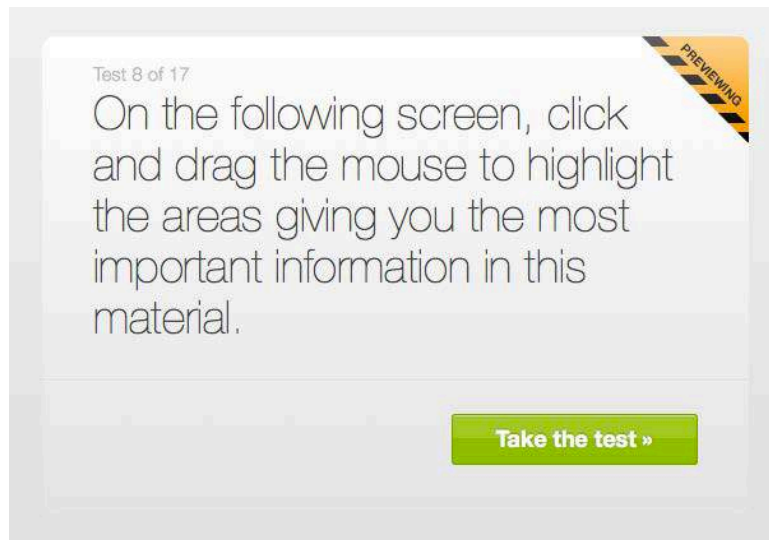 Test 8 of 17
PREVIEWING
On the following screen, click
and drag the mouse to highlight
the areas giving you the most
important information in this
material.
Take the test »